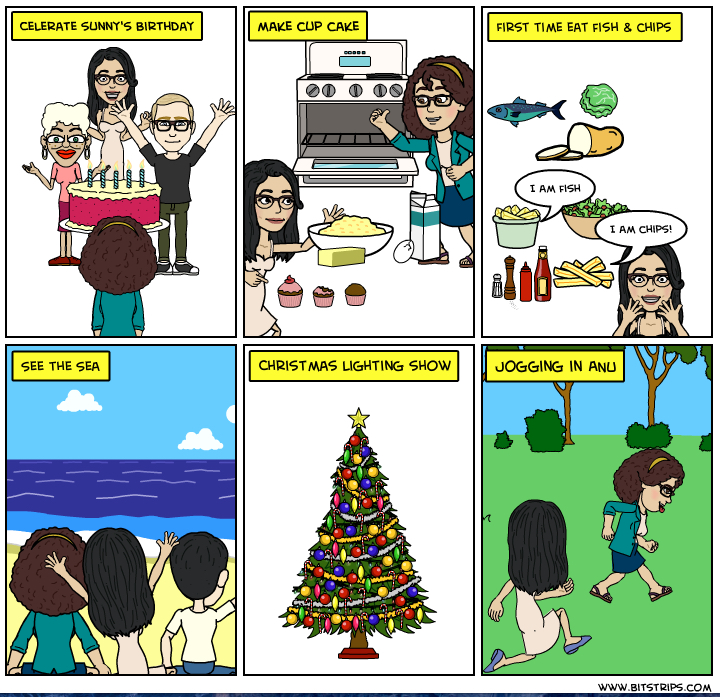 CELERATE SUNNY'S BIRTHDAY
MAKE CUP CAKE
FIRST TIME EAT FISH & CHIPS
I AM FISH
I AM CHIPS!
SEE THE SEA
CHRISTMAS LIGHTING SHOW
JOGGING IN ANU
WWW.BITSTRIPS.COM